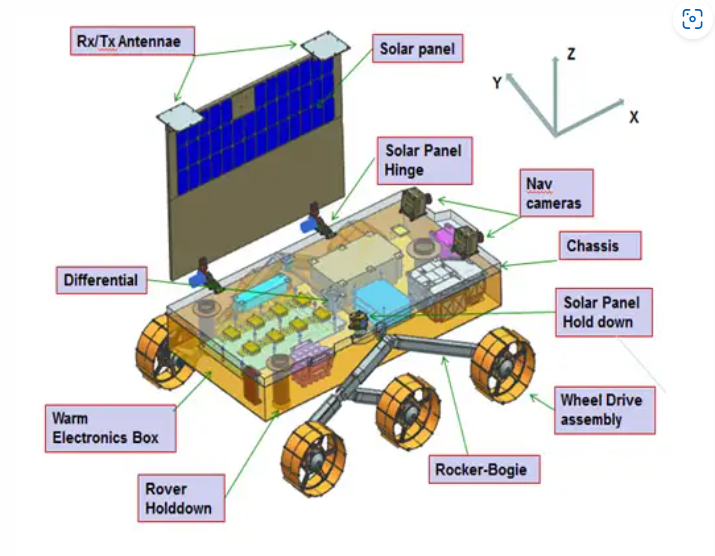 Rx/Tx Antennae
Solar panel
Z
Y
X
Solar Panel
Hinge
Nav
cameras
Chassis
Differential
Solar Panel
Hold down
Warm
Electronics Box
Wheel Drive
assembly
Rocker-Bogie
Rover
Holddown